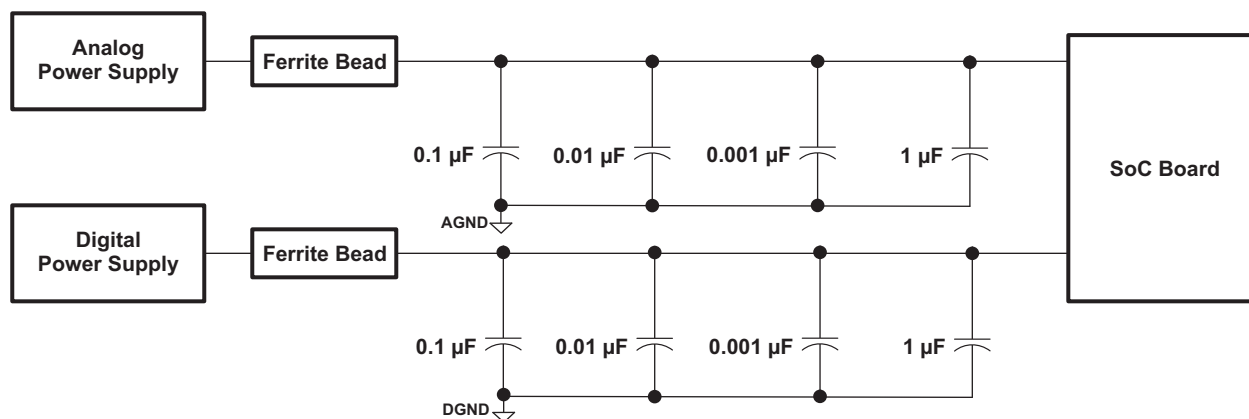 Analog
Power Supply
Ferrite Bead
0.1 µF
0.01 µF
0.001 µF
1 µF
SoC Board
AGND
Digital
Power Supply
Ferrite Bead
0.1 µF
0.01 µF
0.001 µF
1 µF
DGND